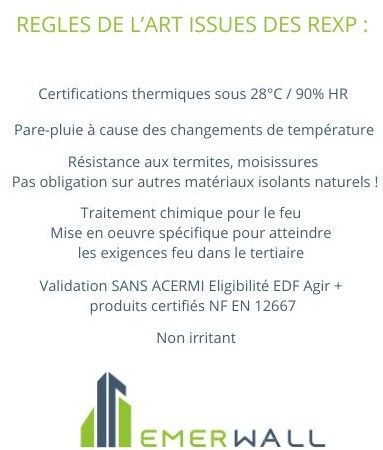 REGLES DE L'ART ISSUES DES REXP :
Certifications thermiques sous 28°C / 90% HR
Pare-pluie à cause des changements de température
Résistance aux termites, moisissures
Pas obligation sur autres matériaux isolants naturels !
Traitement chimique pour le feu
Mise en oeuvre spécifique pour atteindre
les exigences feu dans le tertiaire
Validation SANS ACERMI Eligibilité EDF Agir +
produits certifiés NF EN 12667
Non irritant
EMERWALL